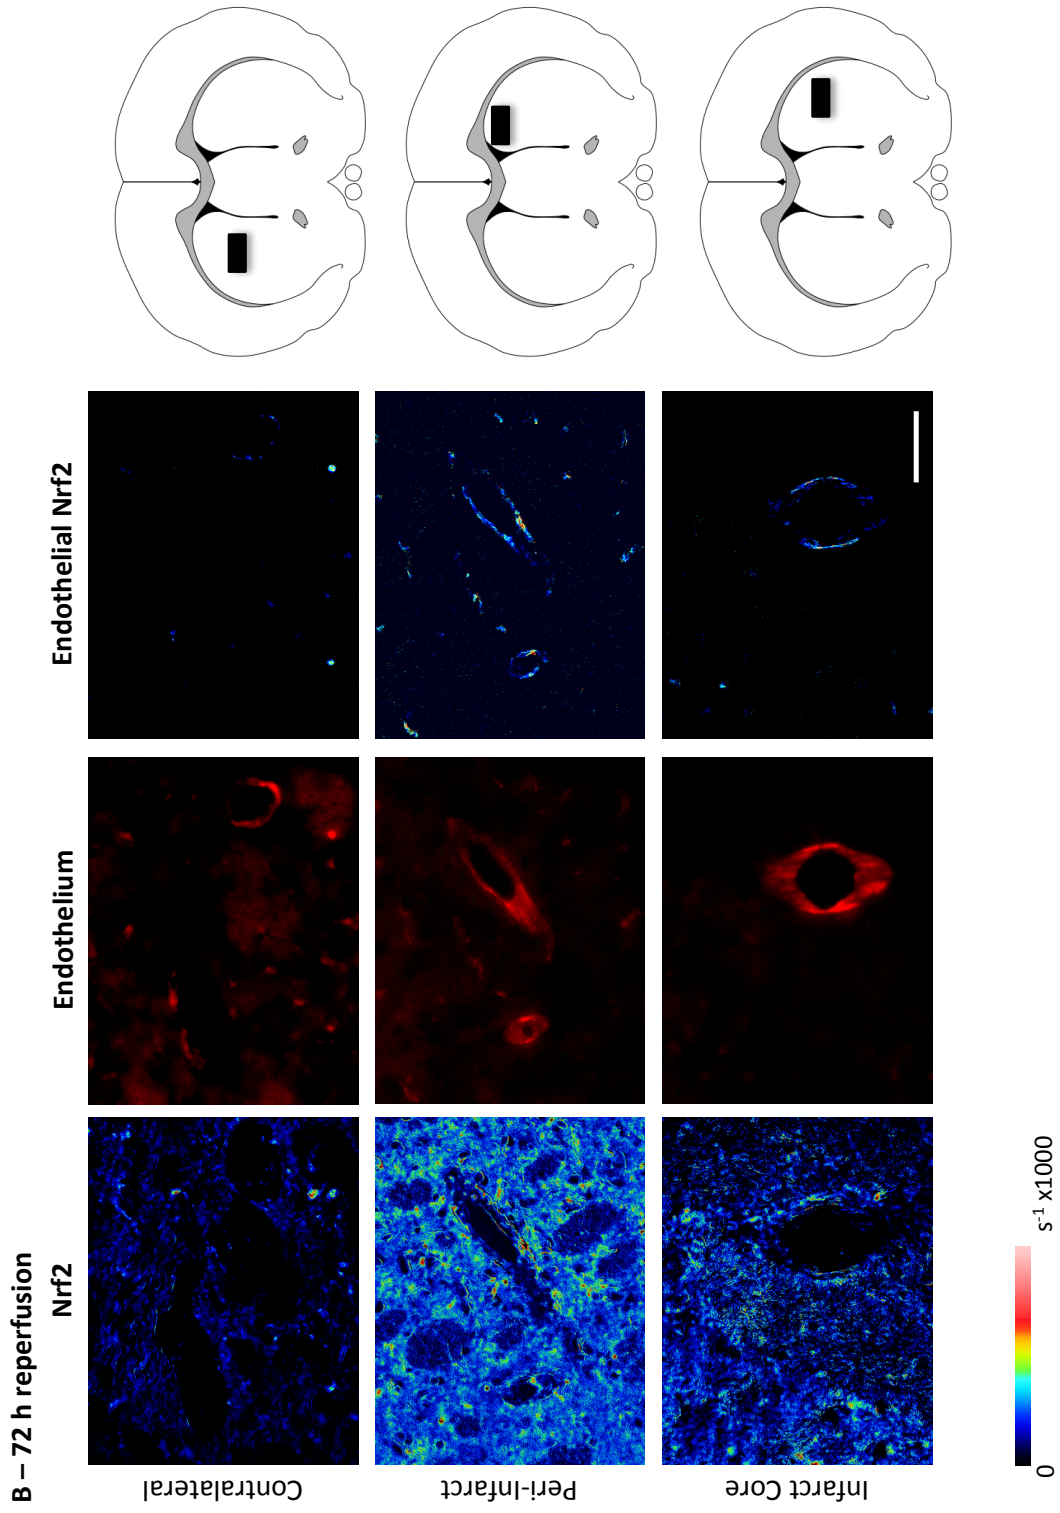 B – 72 h reperfusion
Nrf2
Endothelium
Endothelial Nrf2
Contralateral
Peri-Infarct
Infarct Core
0
s⁻¹ x1000